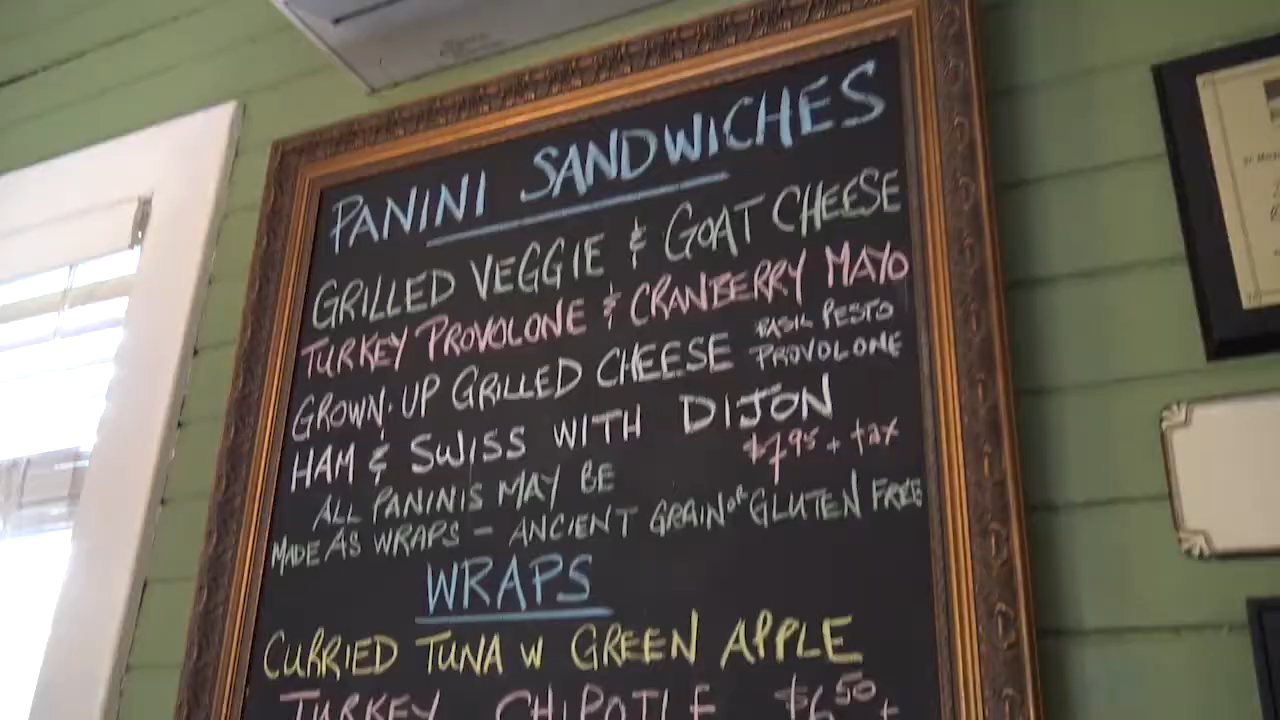 PANINI SANDWICHES
GRILLED VEGGIE & GOAT CHEESE
TURKEY PROVOLONE & CRANBERRY MAYO
GROWN-UP GRILLED CHEESE BASIL PESTO PROVOLONE
HAM & SWISS WITH DIJON
$7.95 + tax
ALL PANINIS MAY BE
MADE AS WRAPS - ANCIENT GRAIN OR GLUTEN FREE
WRAPS
CURRIED TUNA W GREEN APPLE
TURKEY CHIPOTLE $6.50 +